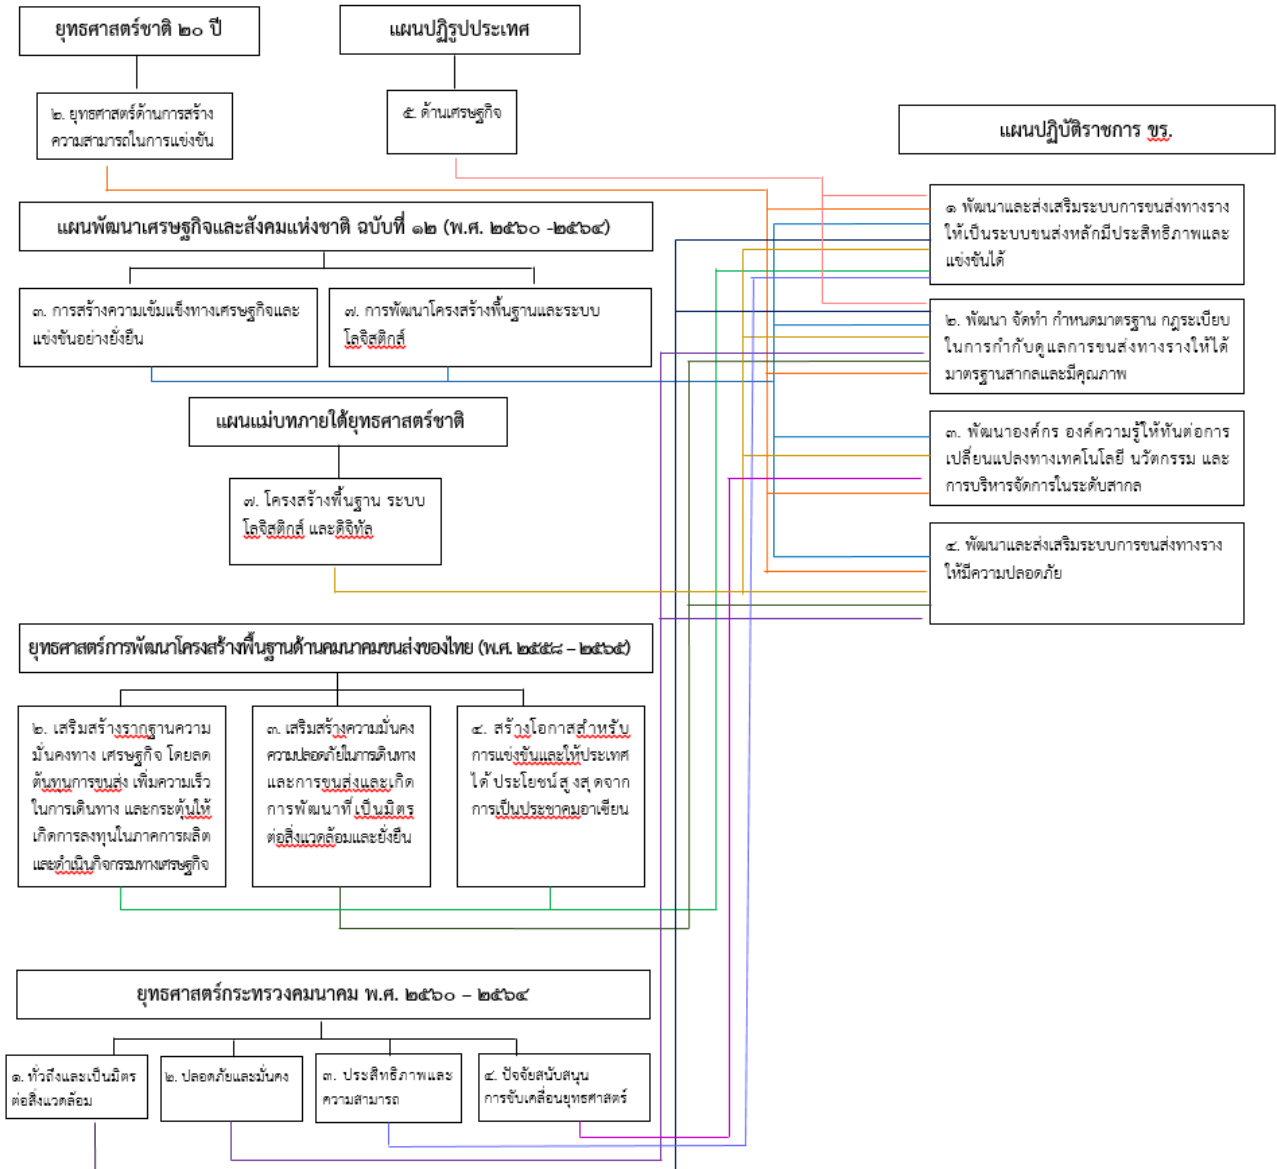 ยุทธศาสตร์ชาติ ๒๐ ปี
แผนปฏิรูปประเทศ
๒. ยุทธศาสตร์ด้านการสร้าง
ความสามารถในการแข่งขัน
๕. ด้านเศรษฐกิจ
แผนปฏิบัติราชการ ขร.
๑ พัฒนาและส่งเสริมระบบการขนส่งทางราง
ให้เป็นระบบขนส่งหลักมีประสิทธิภาพและ
แข่งขันได้
แผนพัฒนาเศรษฐกิจและสังคมแห่งชาติ ฉบับที่ ๑๒ (พ.ศ. ๒๕๖๐ -๒๕๖๔)
๓. การสร้างความเข้มแข็งทางเศรษฐกิจและ
แข่งขันอย่างยั่งยืน
๗. การพัฒนาโครงสร้างพื้นฐานและระบบ
โลจิสติกส์
๒. พัฒนา จัดทำ กำหนดมาตรฐาน กฎระเบียบ
ในการกำกับดูแลการขนส่งทางรางให้ได้
มาตรฐานสากลและมีคุณภาพ
แผนแม่บทภายใต้ยุทธศาสตร์ชาติ
๗. โครงสร้างพื้นฐาน ระบบ
โลจิสติกส์ และดิจิทัล
๓. พัฒนาองค์กร องค์ความรู้ให้ทันต่อการ
เปลี่ยนแปลงทางเทคโนโลยี นวัตกรรม และ
การบริหารจัดการในระดับสากล
๔. พัฒนาและส่งเสริมระบบการขนส่งทางราง
ให้มีความปลอดภัย
ยุทธศาสตร์การพัฒนาโครงสร้างพื้นฐานด้านคมนาคมขนส่งของไทย (พ.ศ. ๒๕๕๘ – ๒๕๖๕)
๒. เสริมสร้างรากฐานความ
มั่นคงทาง เศรษฐกิจ โดยลด
ต้นทุนการขนส่ง เพิ่มความเร็ว
ในการเดินทาง และกระตุ้นให้
เกิดการลงทุนในภาคการผลิต
และดำเนินกิจกรรมทางเศรษฐกิจ
๓. เสริมสร้างความมั่นคง
ความปลอดภัยในการเดินทาง
และการขนส่งและเกิด
การพัฒนาที่เป็นมิตร
ต่อสิ่งแวดล้อมและยั่งยืน
๔. สร้างโอกาสสำหรับ
การแข่งขันและให้ประเทศ
ได้ ประโยชน์สูงสุดจาก
การเป็นประชาคมอาเซียน
ยุทธศาสตร์กระทรวงคมนาคม พ.ศ. ๒๕๖๐ – ๒๕๖๔
๑. ทั่วถึงและเป็นมิตร
ต่อสิ่งแวดล้อม
๒. ปลอดภัยและมั่นคง
๓. ประสิทธิภาพและ
ความสามารถ
๔. ปัจจัยสนับสนุน
การขับเคลื่อนยุทธศาสตร์